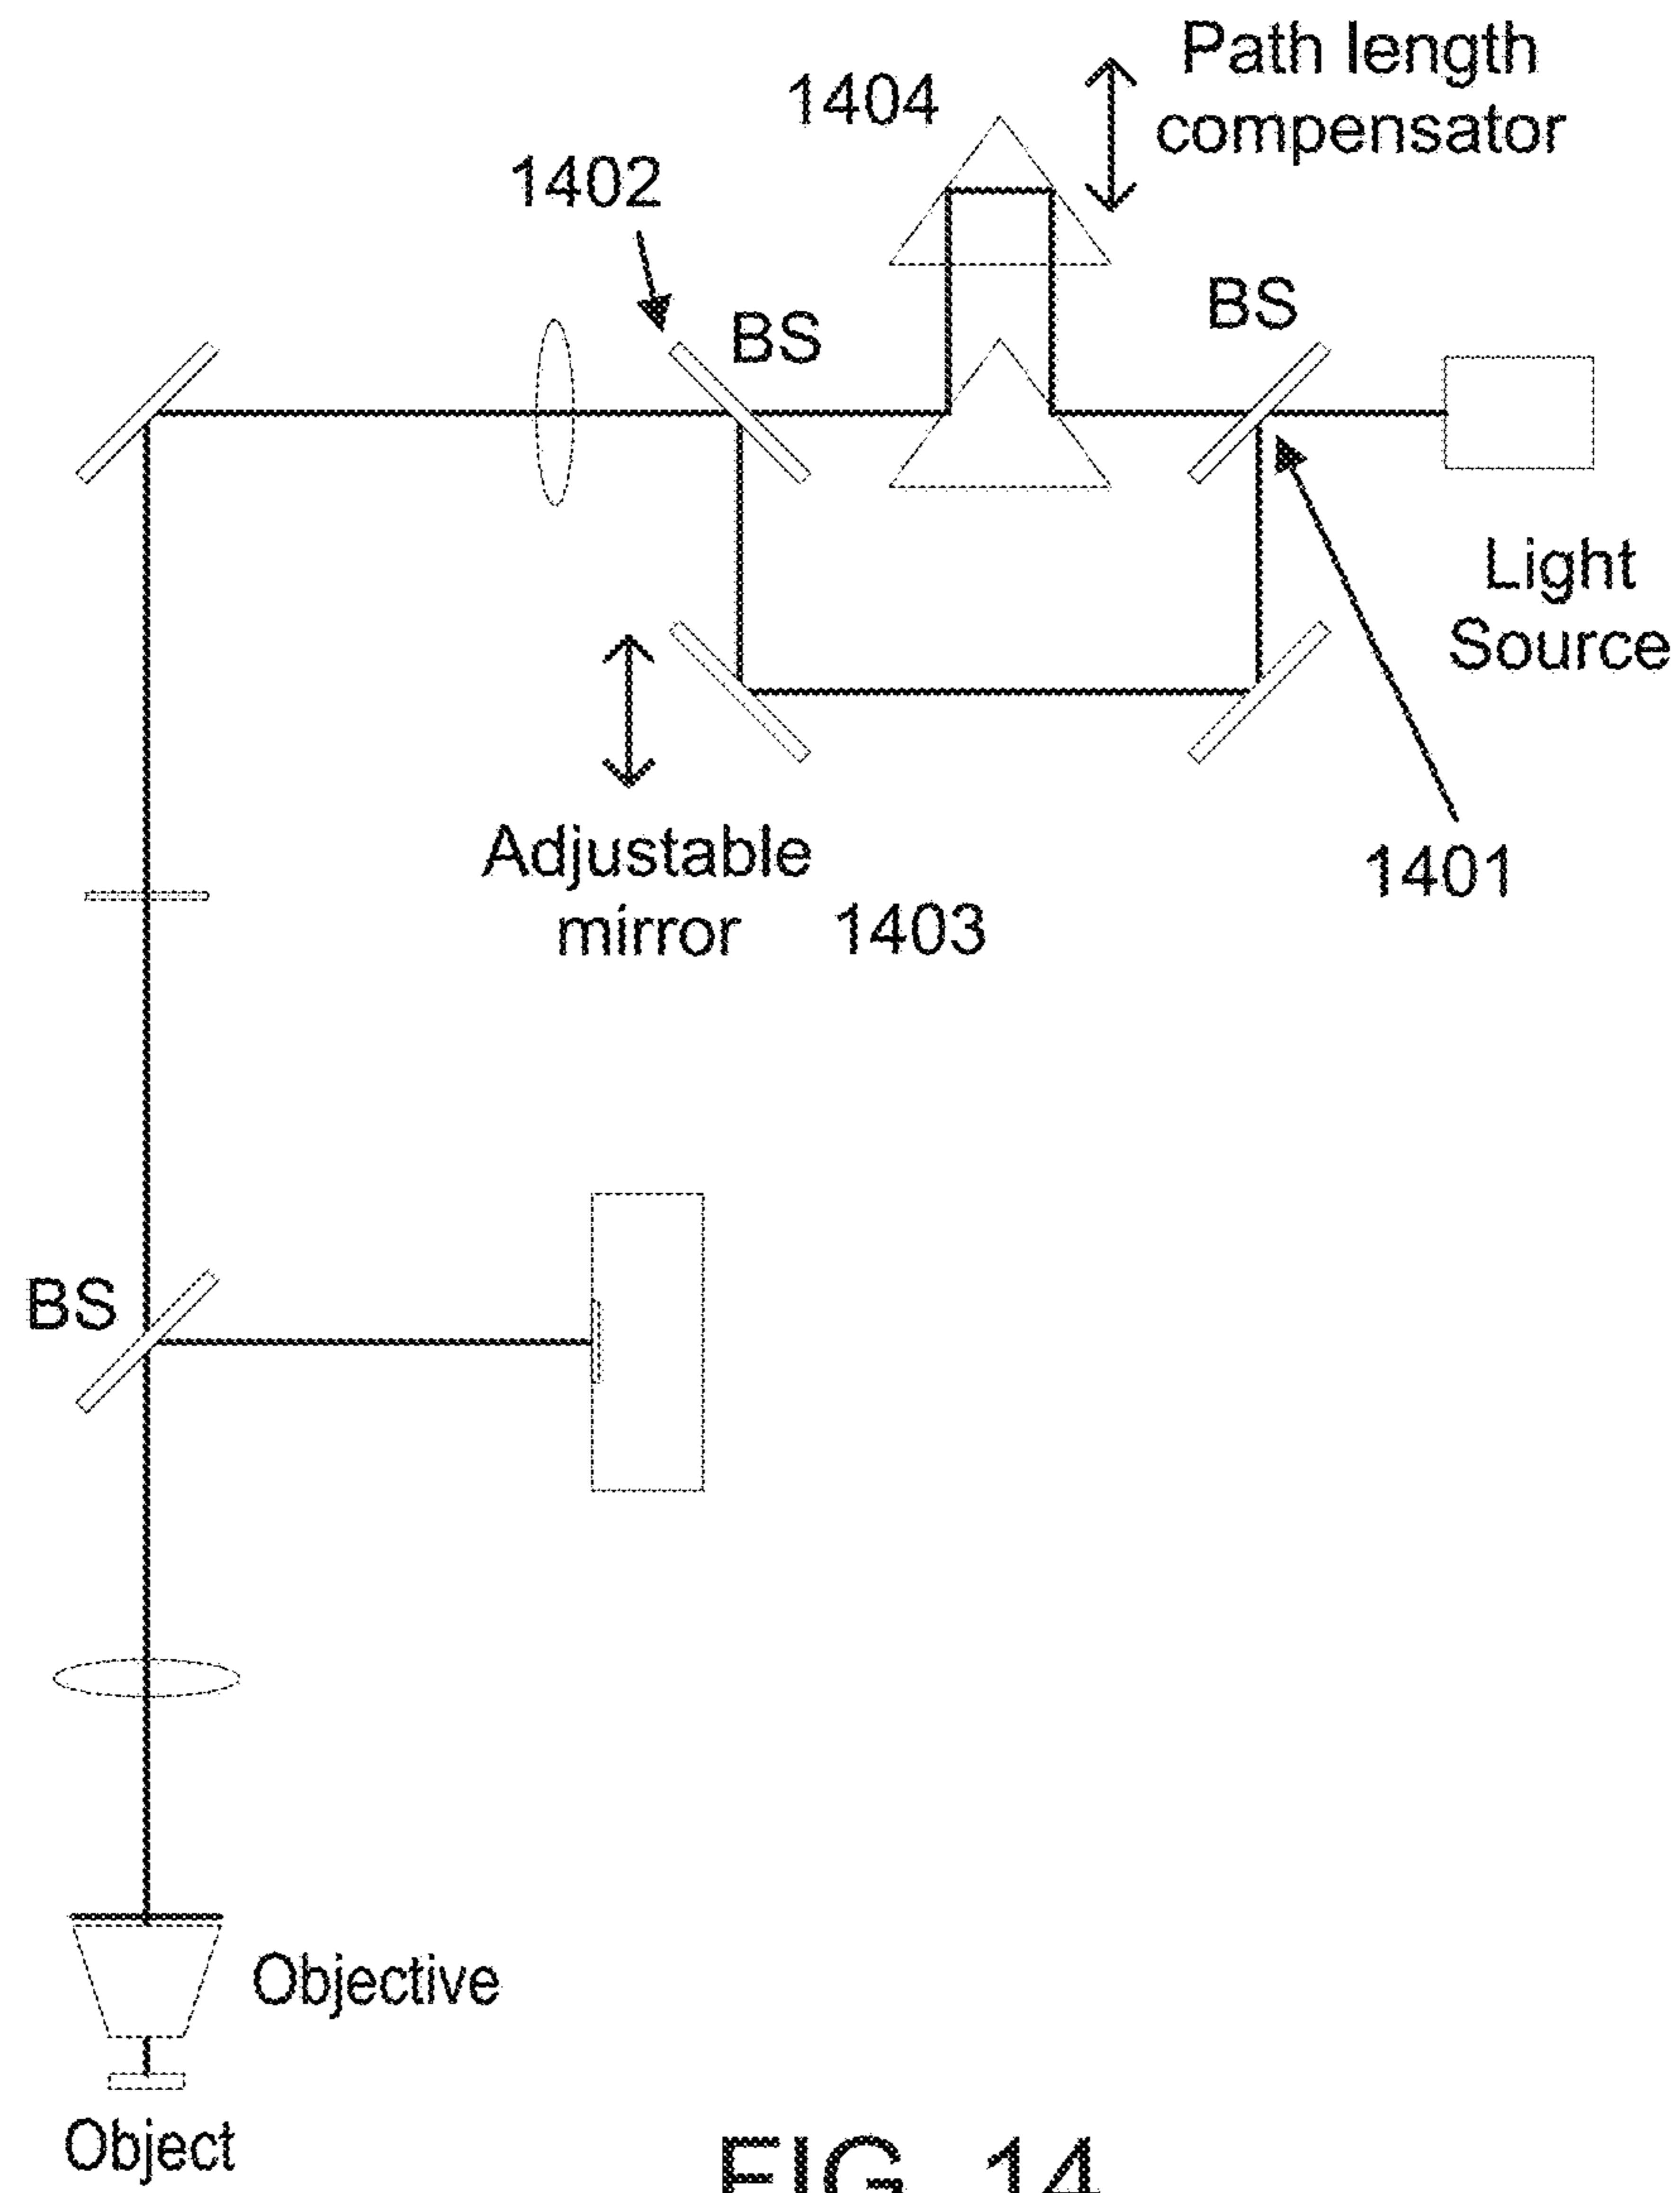 Path length
compensator
1404
1402
BS
BS
Light
Source
Adjustable
mirror 1403
1401
BS
Objective
Object
FIG. 14